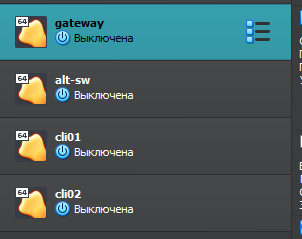 64
gateway
Выключена
64
alt-sw
Выключена
64
cli01
Выключена
64
cli02
Выключена